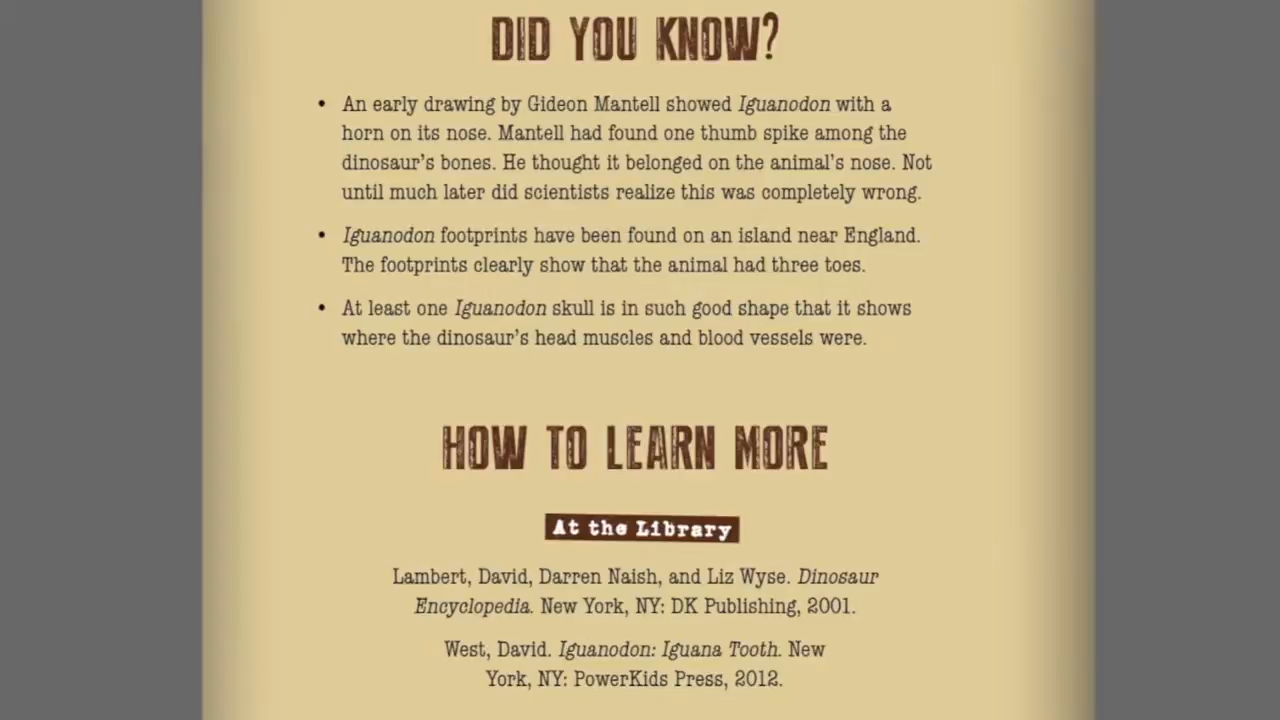 DID YOU KNOW?
• An early drawing by Gideon Mantell showed Iguanodon with a
horn on its nose. Mantell had found one thumb spike among the
dinosaur's bones. He thought it belonged on the animal's nose. Not
until much later did scientists realize this was completely wrong.
• Iguanodon footprints have been found on an island near England.
The footprints clearly show that the animal had three toes.
• At least one Iguanodon skull is in such good shape that it shows
where the dinosaur's head muscles and blood vessels were.
HOW TO LEARN MORE
At the Library
Lambert, David, Darren Naish, and Liz Wyse. Dinosaur
Encyclopedia. New York, NY: DK Publishing, 2001.
West, David. Iguanodon: Iguana Tooth. New
York, NY: PowerKids Press, 2012.